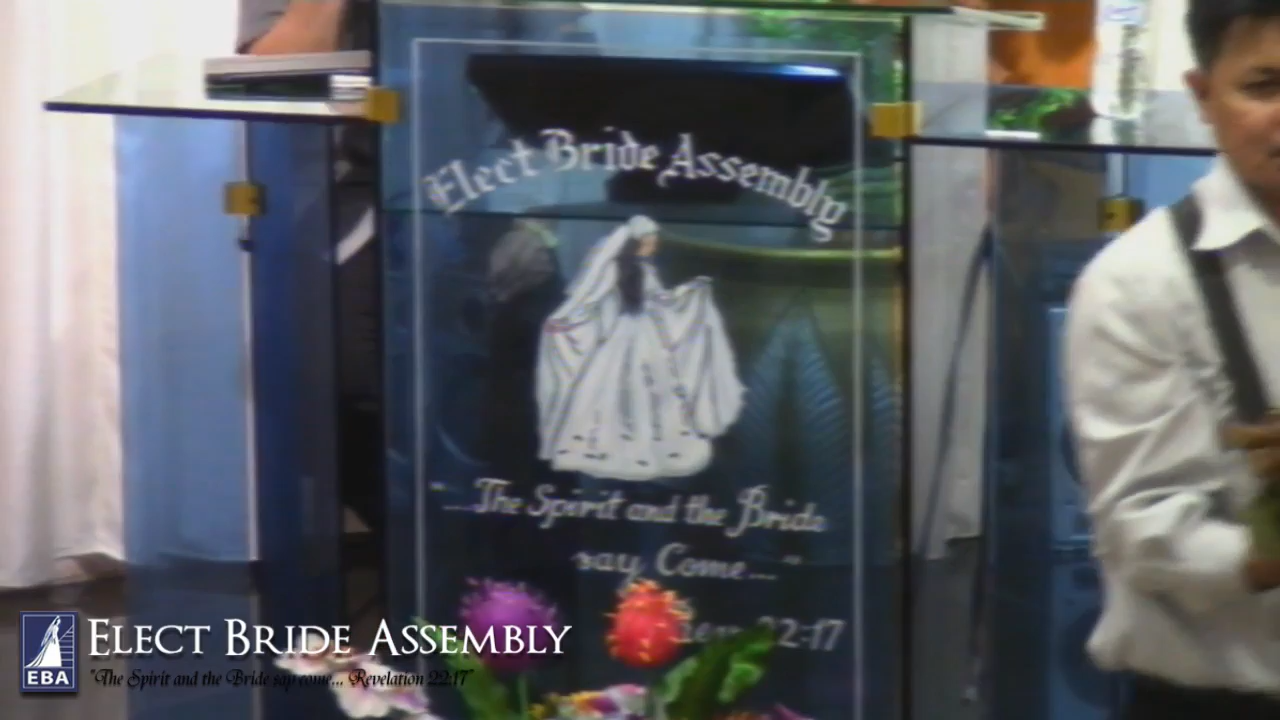 Elect Bride Assembly
"...The Spirit and the Bride
say Come..."
22:17
ELECT BRIDE ASSEMBLY
"The Spirit and the Bride say come... Revelation 22:17"
EBA